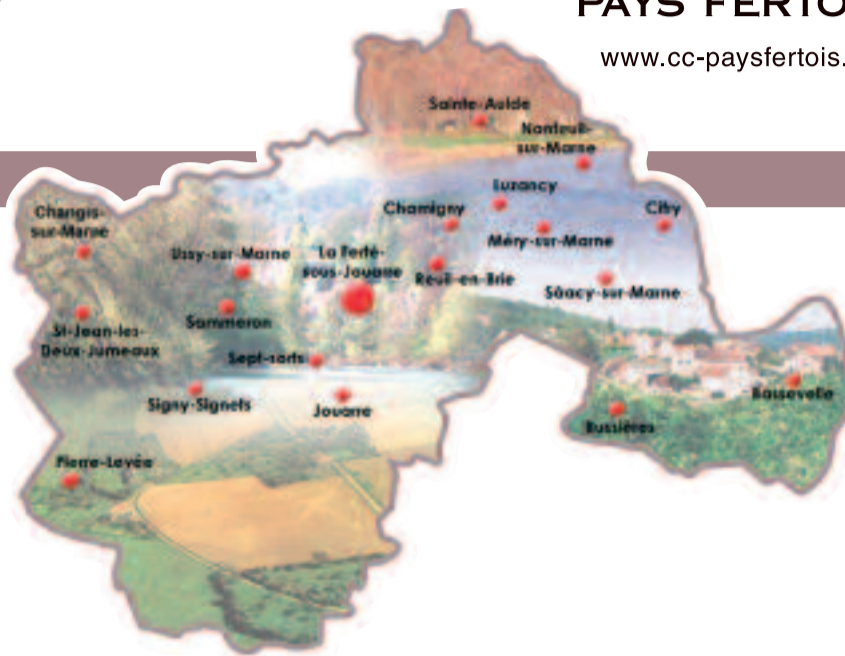 PAYS FERTO
www.cc-paysfertois.
Sainte-Aulde
Nanteuil-
sur-Marne
Luzancy
Changis-
sur-Marne
Chamigny
Citry
Méry-sur-Marne
Ussy-sur-Marne
La Ferté-
sous-Jouarre
Reuil-en-Brie
Sâacy-sur-Marne
St-Jean-les-
Deux-Jumeaux
Sammeron
Sept-sorts
Bassevelle
Signy-Signets
Jouarre
Bussières
Pierre-Levée